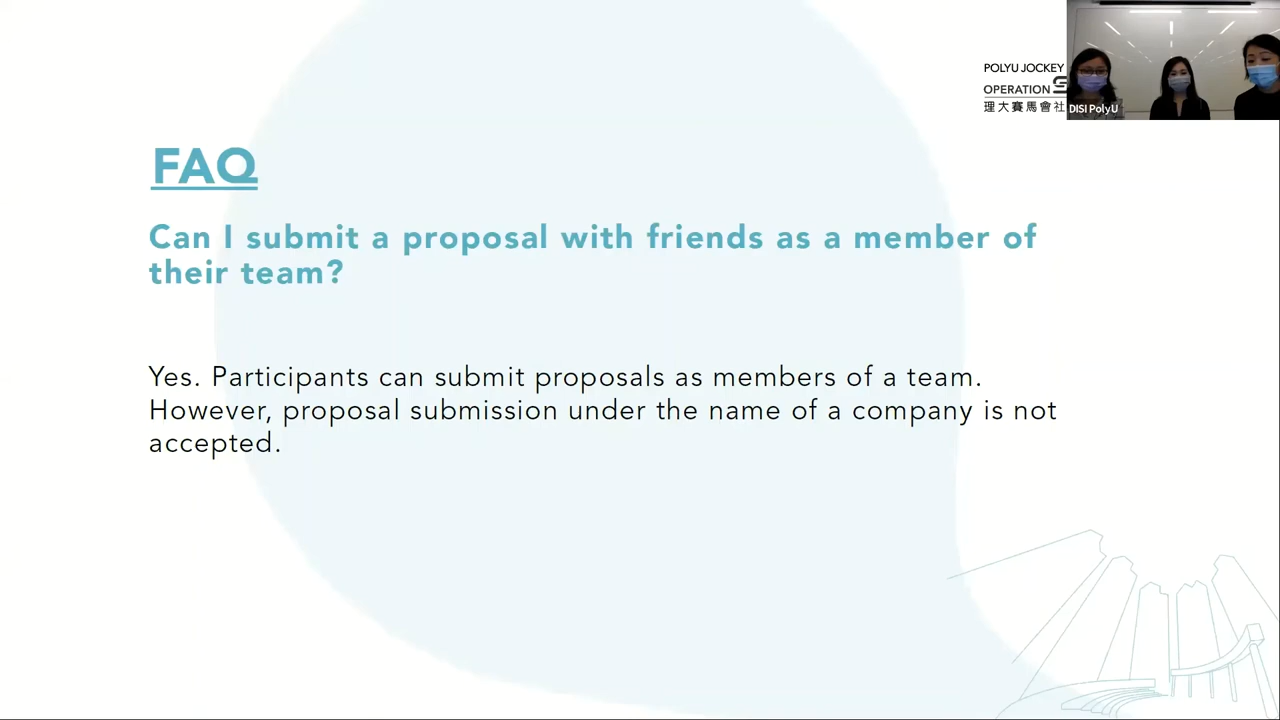 POLYU JOCKEY
OPERATION S
理大賽馬會社
DISI PolyU
FAQ
Can I submit a proposal with friends as a member of
their team?
Yes. Participants can submit proposals as members of a team.
However, proposal submission under the name of a company is not
accepted.